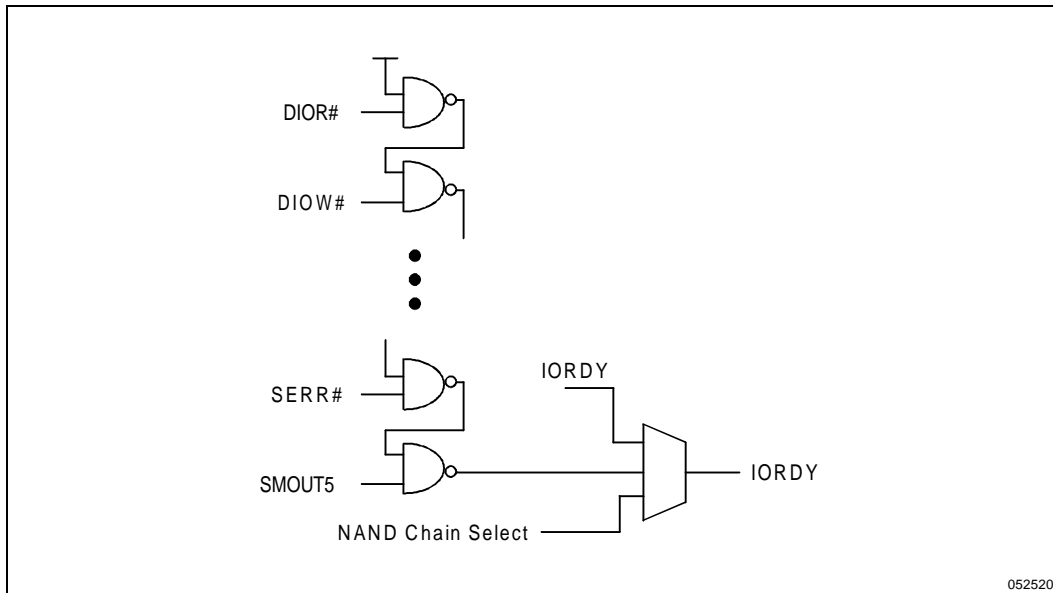 DIOR#
DIOW#
SERR#
IORDY
SMOUT5
IORDY
NAND Chain Select
052520